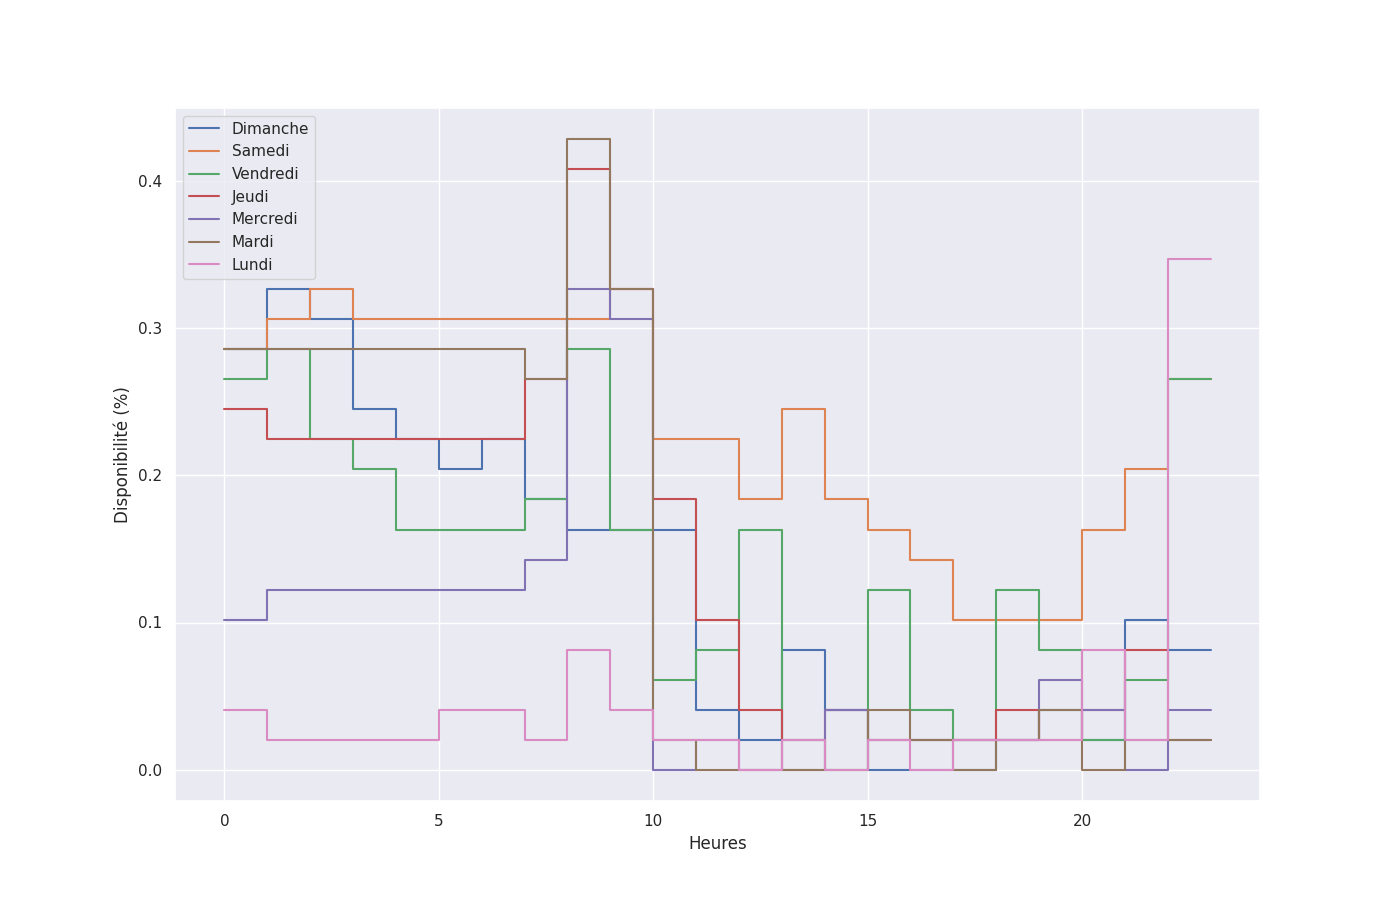 Dimanche
Samedi
Vendredi
Jeudi
Mercredi
Mardi
Lundi
Disponibilité (%)
0.4
0.3
0.2
0.1
0.0
0 5 10 15 20
Heures